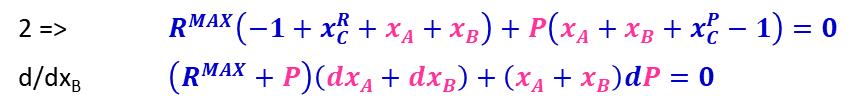 2 => R^{MAX}(−1 + x_C^R + x_A + x_B) + P(x_A + x_B + x_C^P − 1) = 0
d/dx_B (R^{MAX} + P)(dx_A + dx_B) + (x_A + x_B)dP = 0